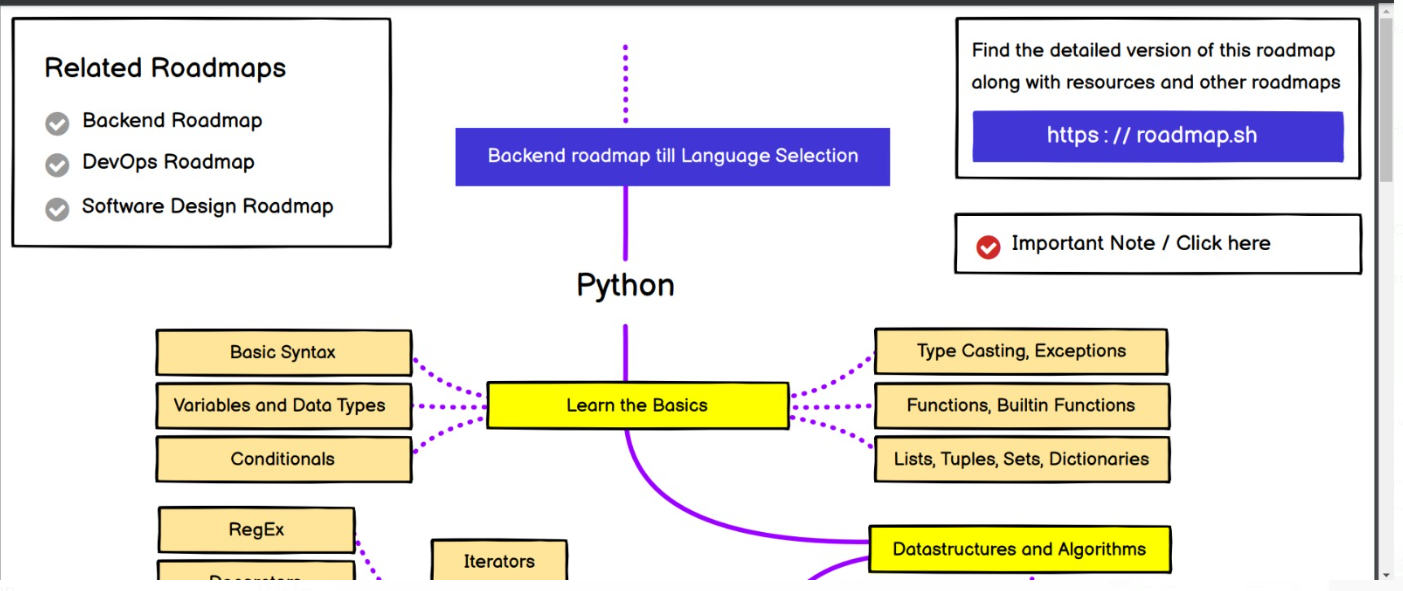 Related Roadmaps
Backend Roadmap
DevOps Roadmap
Software Design Roadmap
Backend roadmap till Language Selection
Find the detailed version of this roadmap
along with resources and other roadmaps
https : // roadmap.sh
Important Note / Click here
Python
Basic Syntax
Variables and Data Types
Conditionals
Learn the Basics
Type Casting, Exceptions
Functions, Builtin Functions
Lists, Tuples, Sets, Dictionaries
RegEx
Iterators
Datastructures and Algorithms